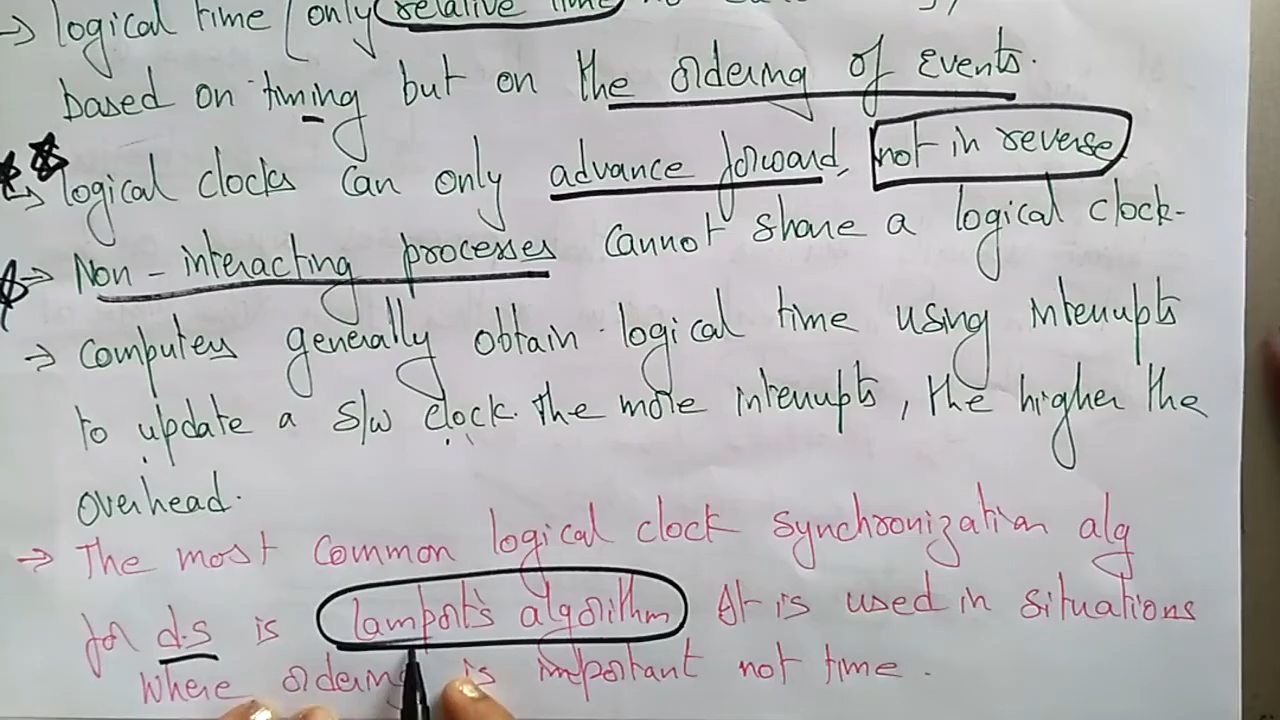 → logical time (only relative time
based on timing but on the ordering of events.
→ logical clocks can only advance forward, not in reverse
→ Non-interacting processes cannot share a logical clock-
→ Computers generally obtain logical time using interrupts
to update a s/w clock. The more interrupts, the higher the
overhead.
→ The most common logical clock synchronization alg
for d.s is lamport's algorithm It is used in situations
where ordering is important not time.